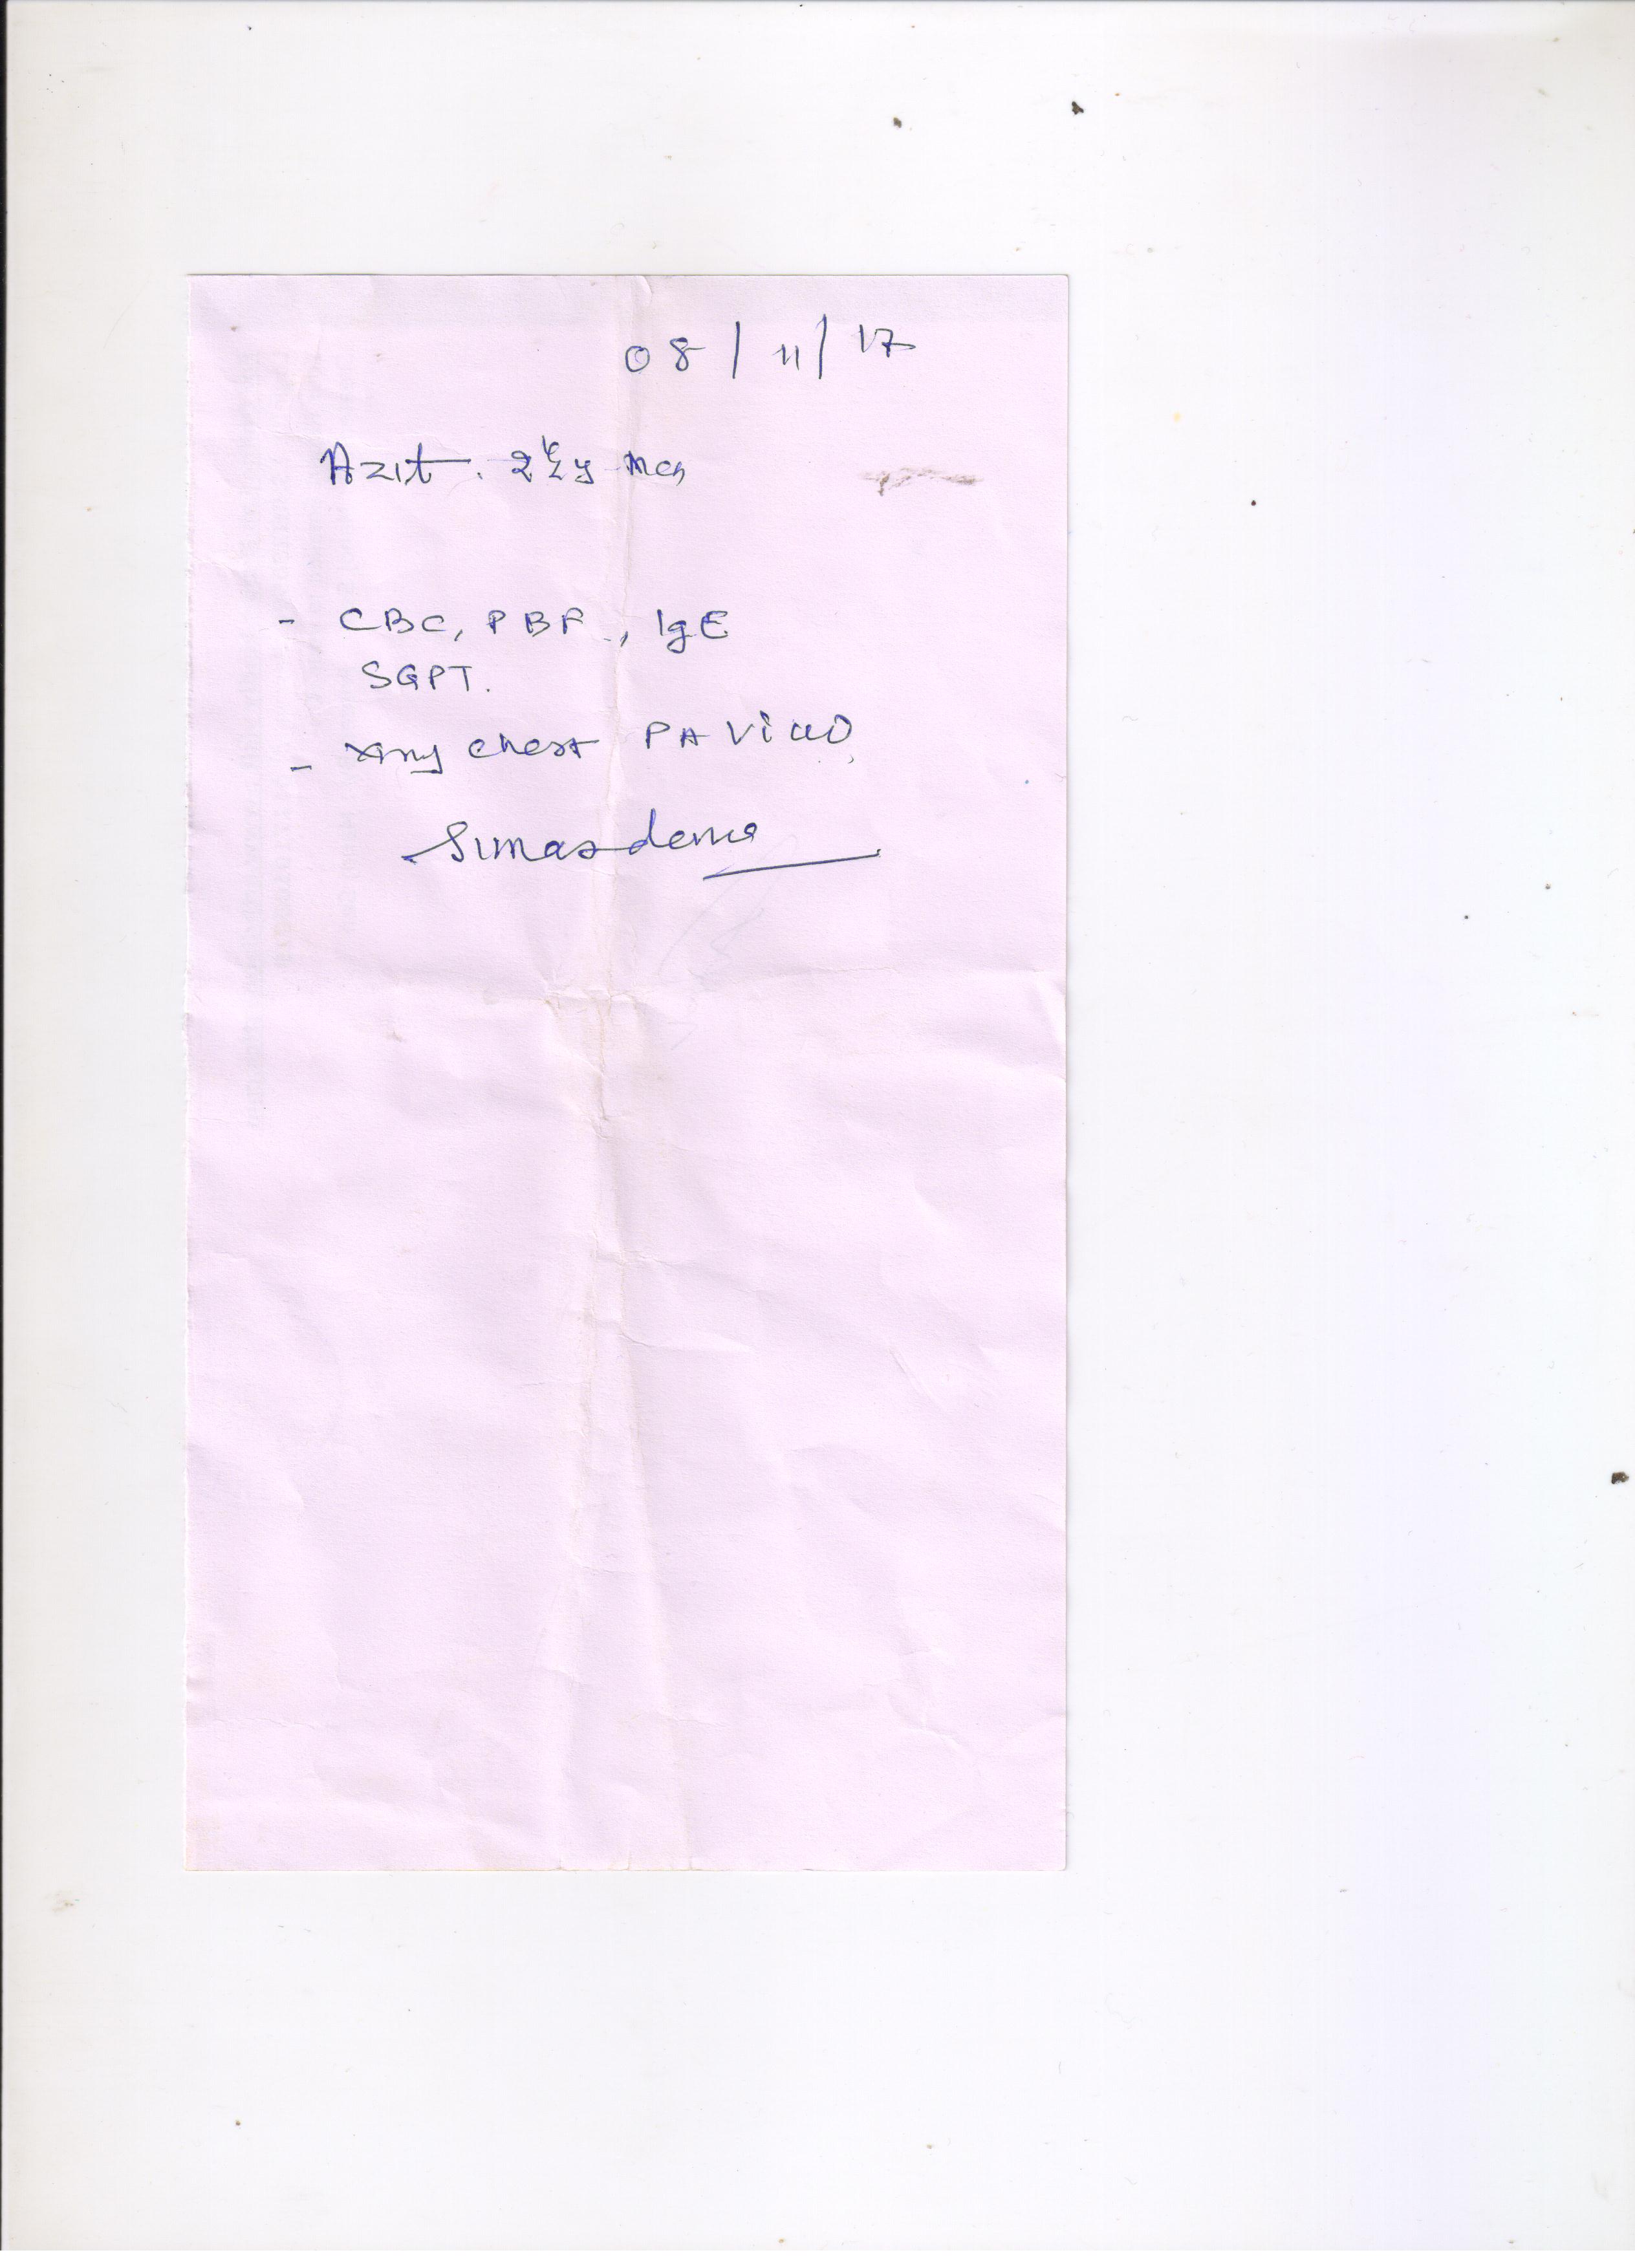 08/11/17
Azit. 2½y
- CBC, PBF, IgE
SGPT.
- Xray chest PA View